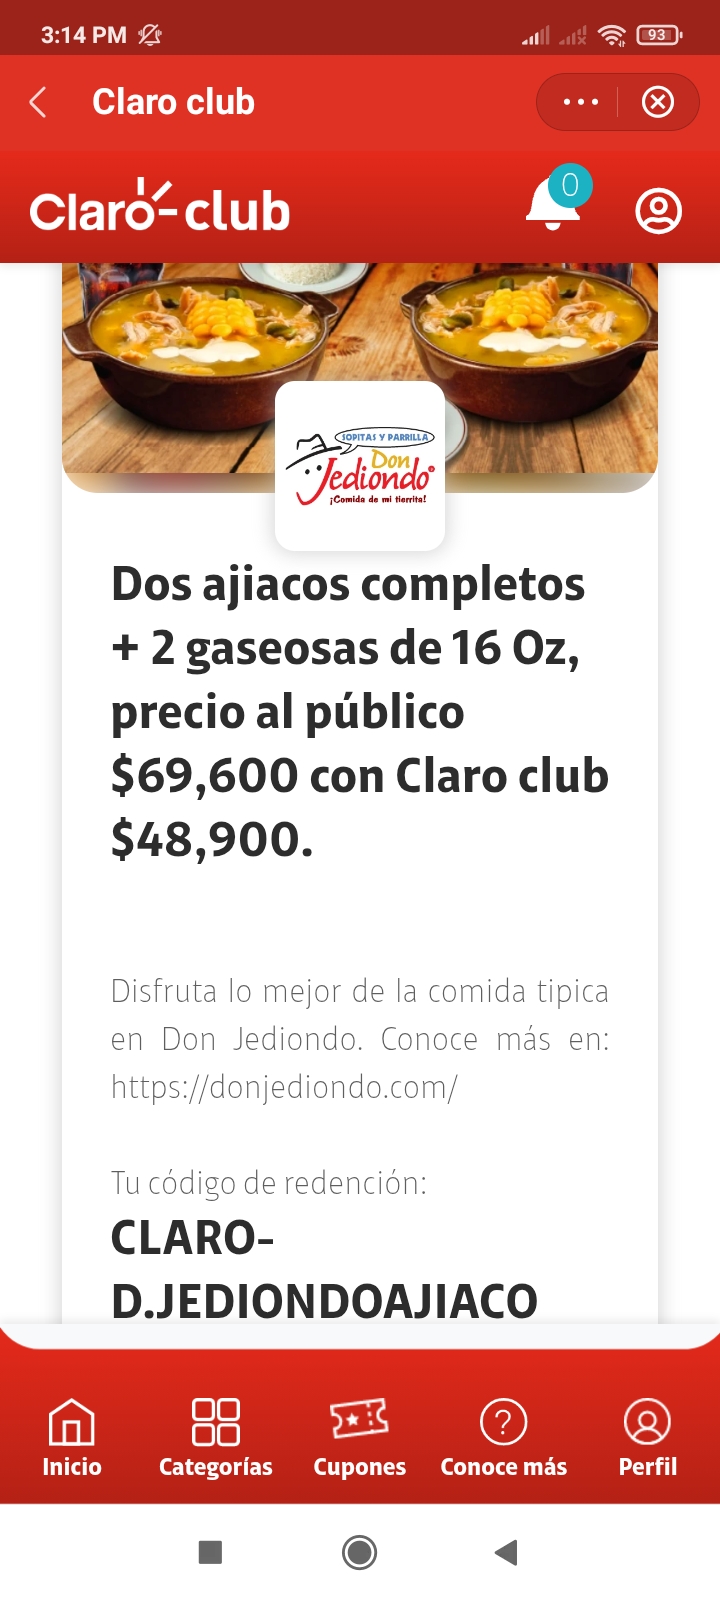 3:14 PM
93
Claro club
Claro-club
0
SOPITAS Y PARRILLA
Don
Jediondo®
¡Comida de mi tierrita!
Dos ajiacos completos
+ 2 gaseosas de 16 Oz,
precio al público
$69,600 con Claro club
$48,900.
Disfruta lo mejor de la comida tipica
en Don Jediondo. Conoce más en:
https://donjediondo.com/
Tu código de redención:
CLARO-
D.JEDIONDOAJIACO
Inicio
Categorías
Cupones
Conoce más
Perfil